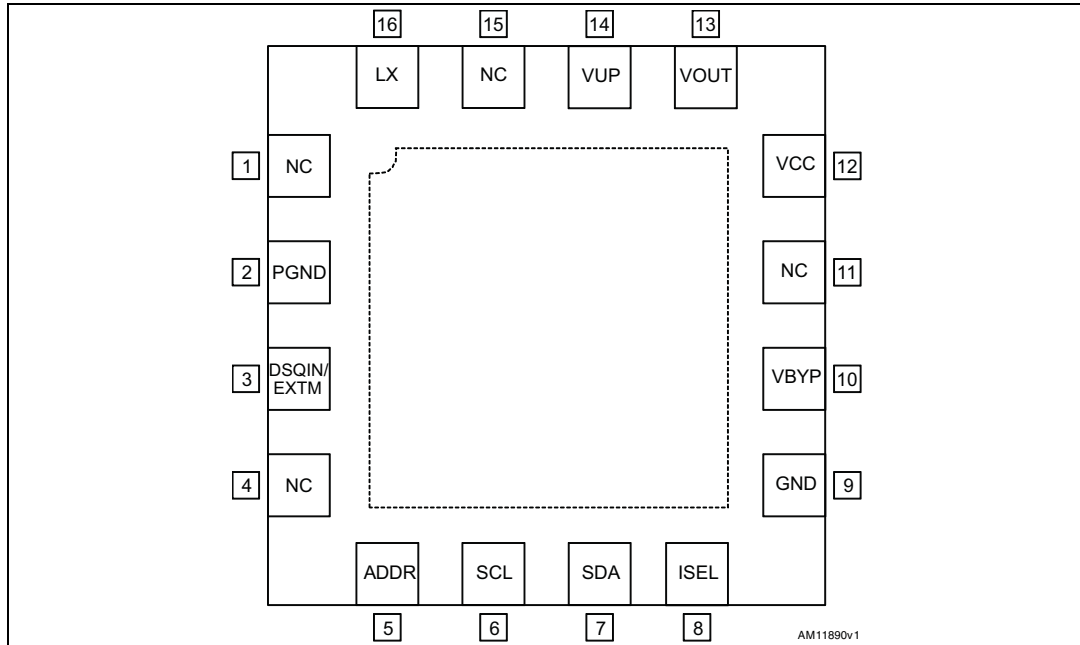 16 15 14 13
LX NC VUP VOUT
1 NC VCC 12
2 PGND NC 11
3 DSQIN/
EXTM VBYP 10
4 NC GND 9
ADDR SCL SDA ISEL
5 6 7 8
AM11890v1